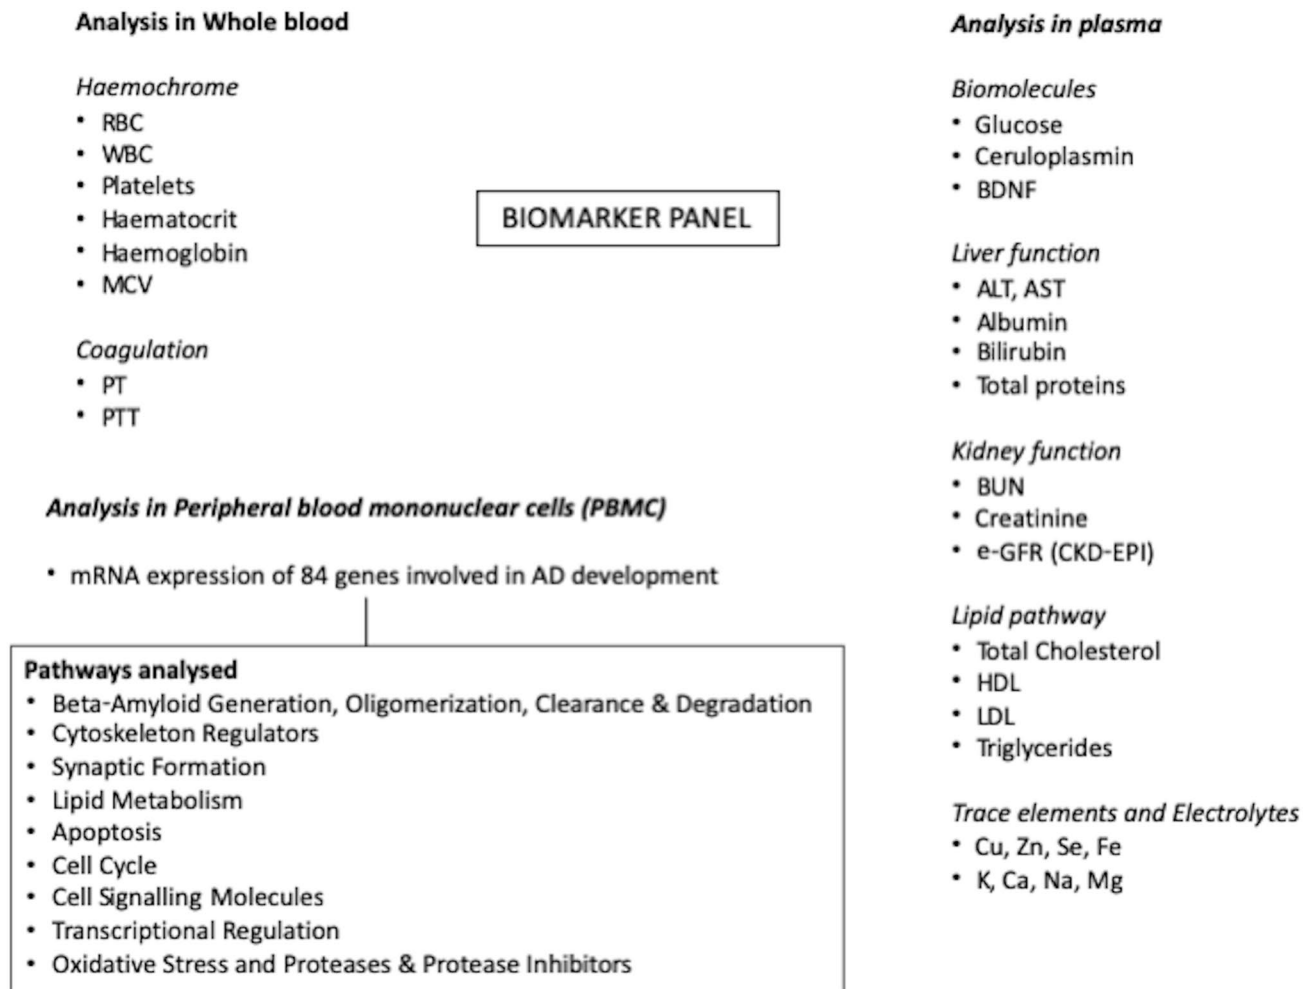 Analysis in Whole blood
Haemochrome
• RBC
• WBC
• Platelets
• Haematocrit
• Haemoglobin
• MCV
Coagulation
• PT
• PTT
BIOMARKER PANEL
Analysis in Peripheral blood mononuclear cells (PBMC)
• mRNA expression of 84 genes involved in AD development
Pathways analysed
• Beta-Amyloid Generation, Oligomerization, Clearance & Degradation
• Cytoskeleton Regulators
• Synaptic Formation
• Lipid Metabolism
• Apoptosis
• Cell Cycle
• Cell Signalling Molecules
• Transcriptional Regulation
• Oxidative Stress and Proteases & Protease Inhibitors
Analysis in plasma
Biomolecules
• Glucose
• Ceruloplasmin
• BDNF
Liver function
• ALT, AST
• Albumin
• Bilirubin
• Total proteins
Kidney function
• BUN
• Creatinine
• e-GFR (CKD-EPI)
Lipid pathway
• Total Cholesterol
• HDL
• LDL
• Triglycerides
Trace elements and Electrolytes
• Cu, Zn, Se, Fe
• K, Ca, Na, Mg